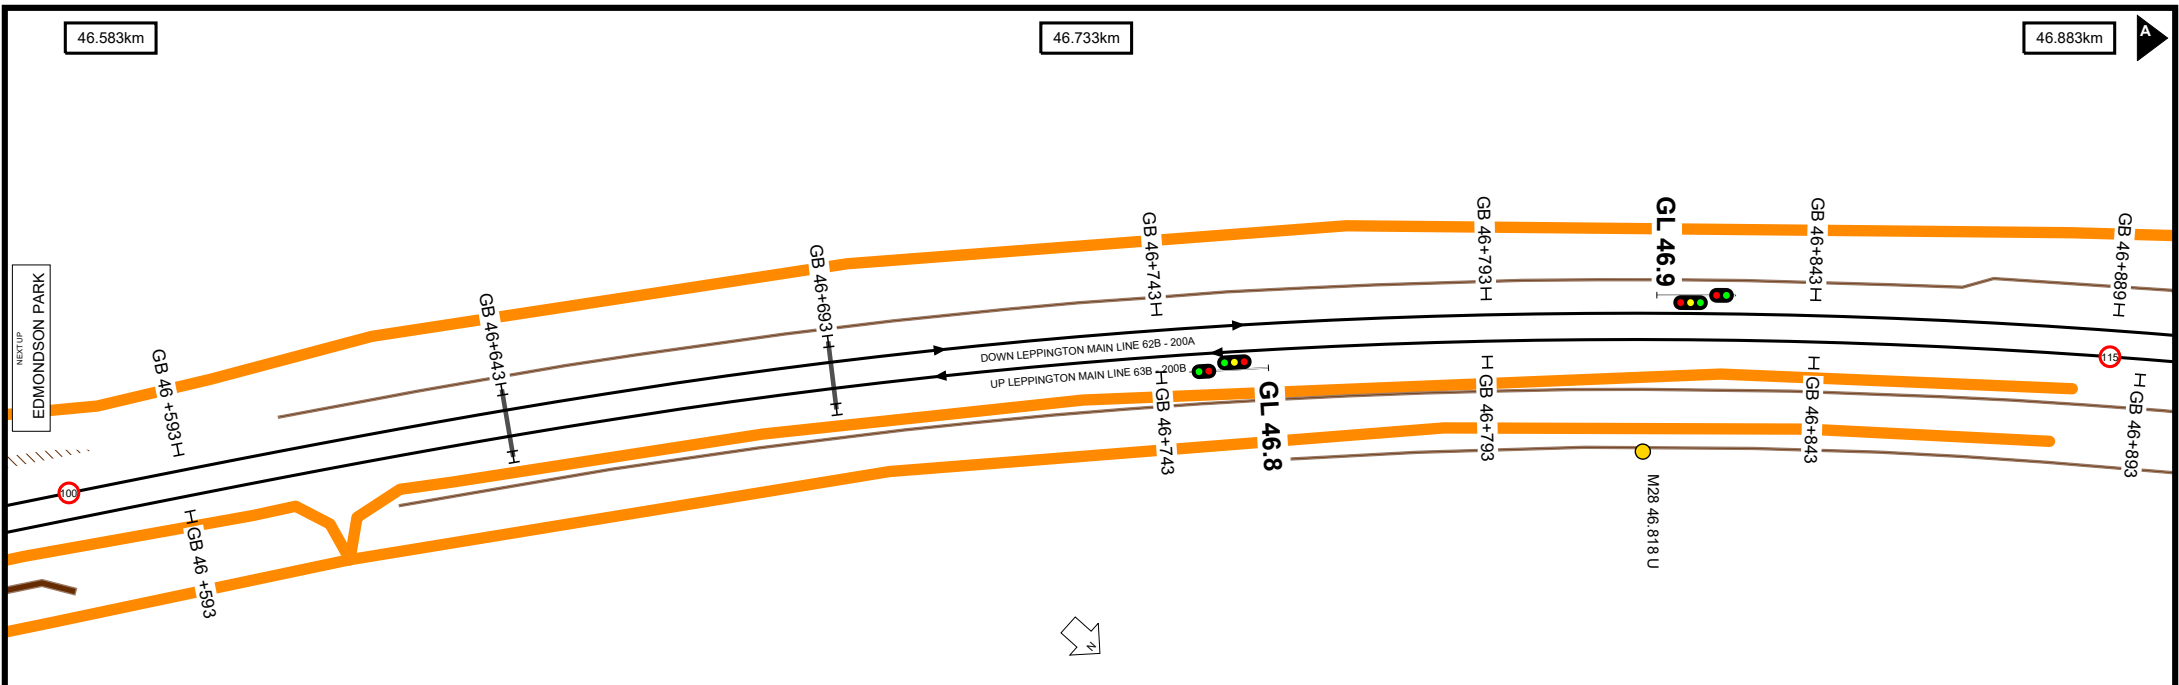 46.583km
46.733km
46.883km
A
NEXT UP
EDMONDSON PARK
GB 46 +593 H
GB 46+643 H
GB 46+693 H
GB 46+743 H
GB 46+793 H
GL 46.9
GB 46+843 H
GB 46+889 H
DOWN LEPPINGTON MAIN LINE 62B - 200A
UP LEPPINGTON MAIN LINE 63B - 200B
100
115
H
H
H GB 46 +593
H GB 46+743
GL 46.8
H GB 46+793
H GB 46+843
H GB 46+893
M28 46.818 U
N